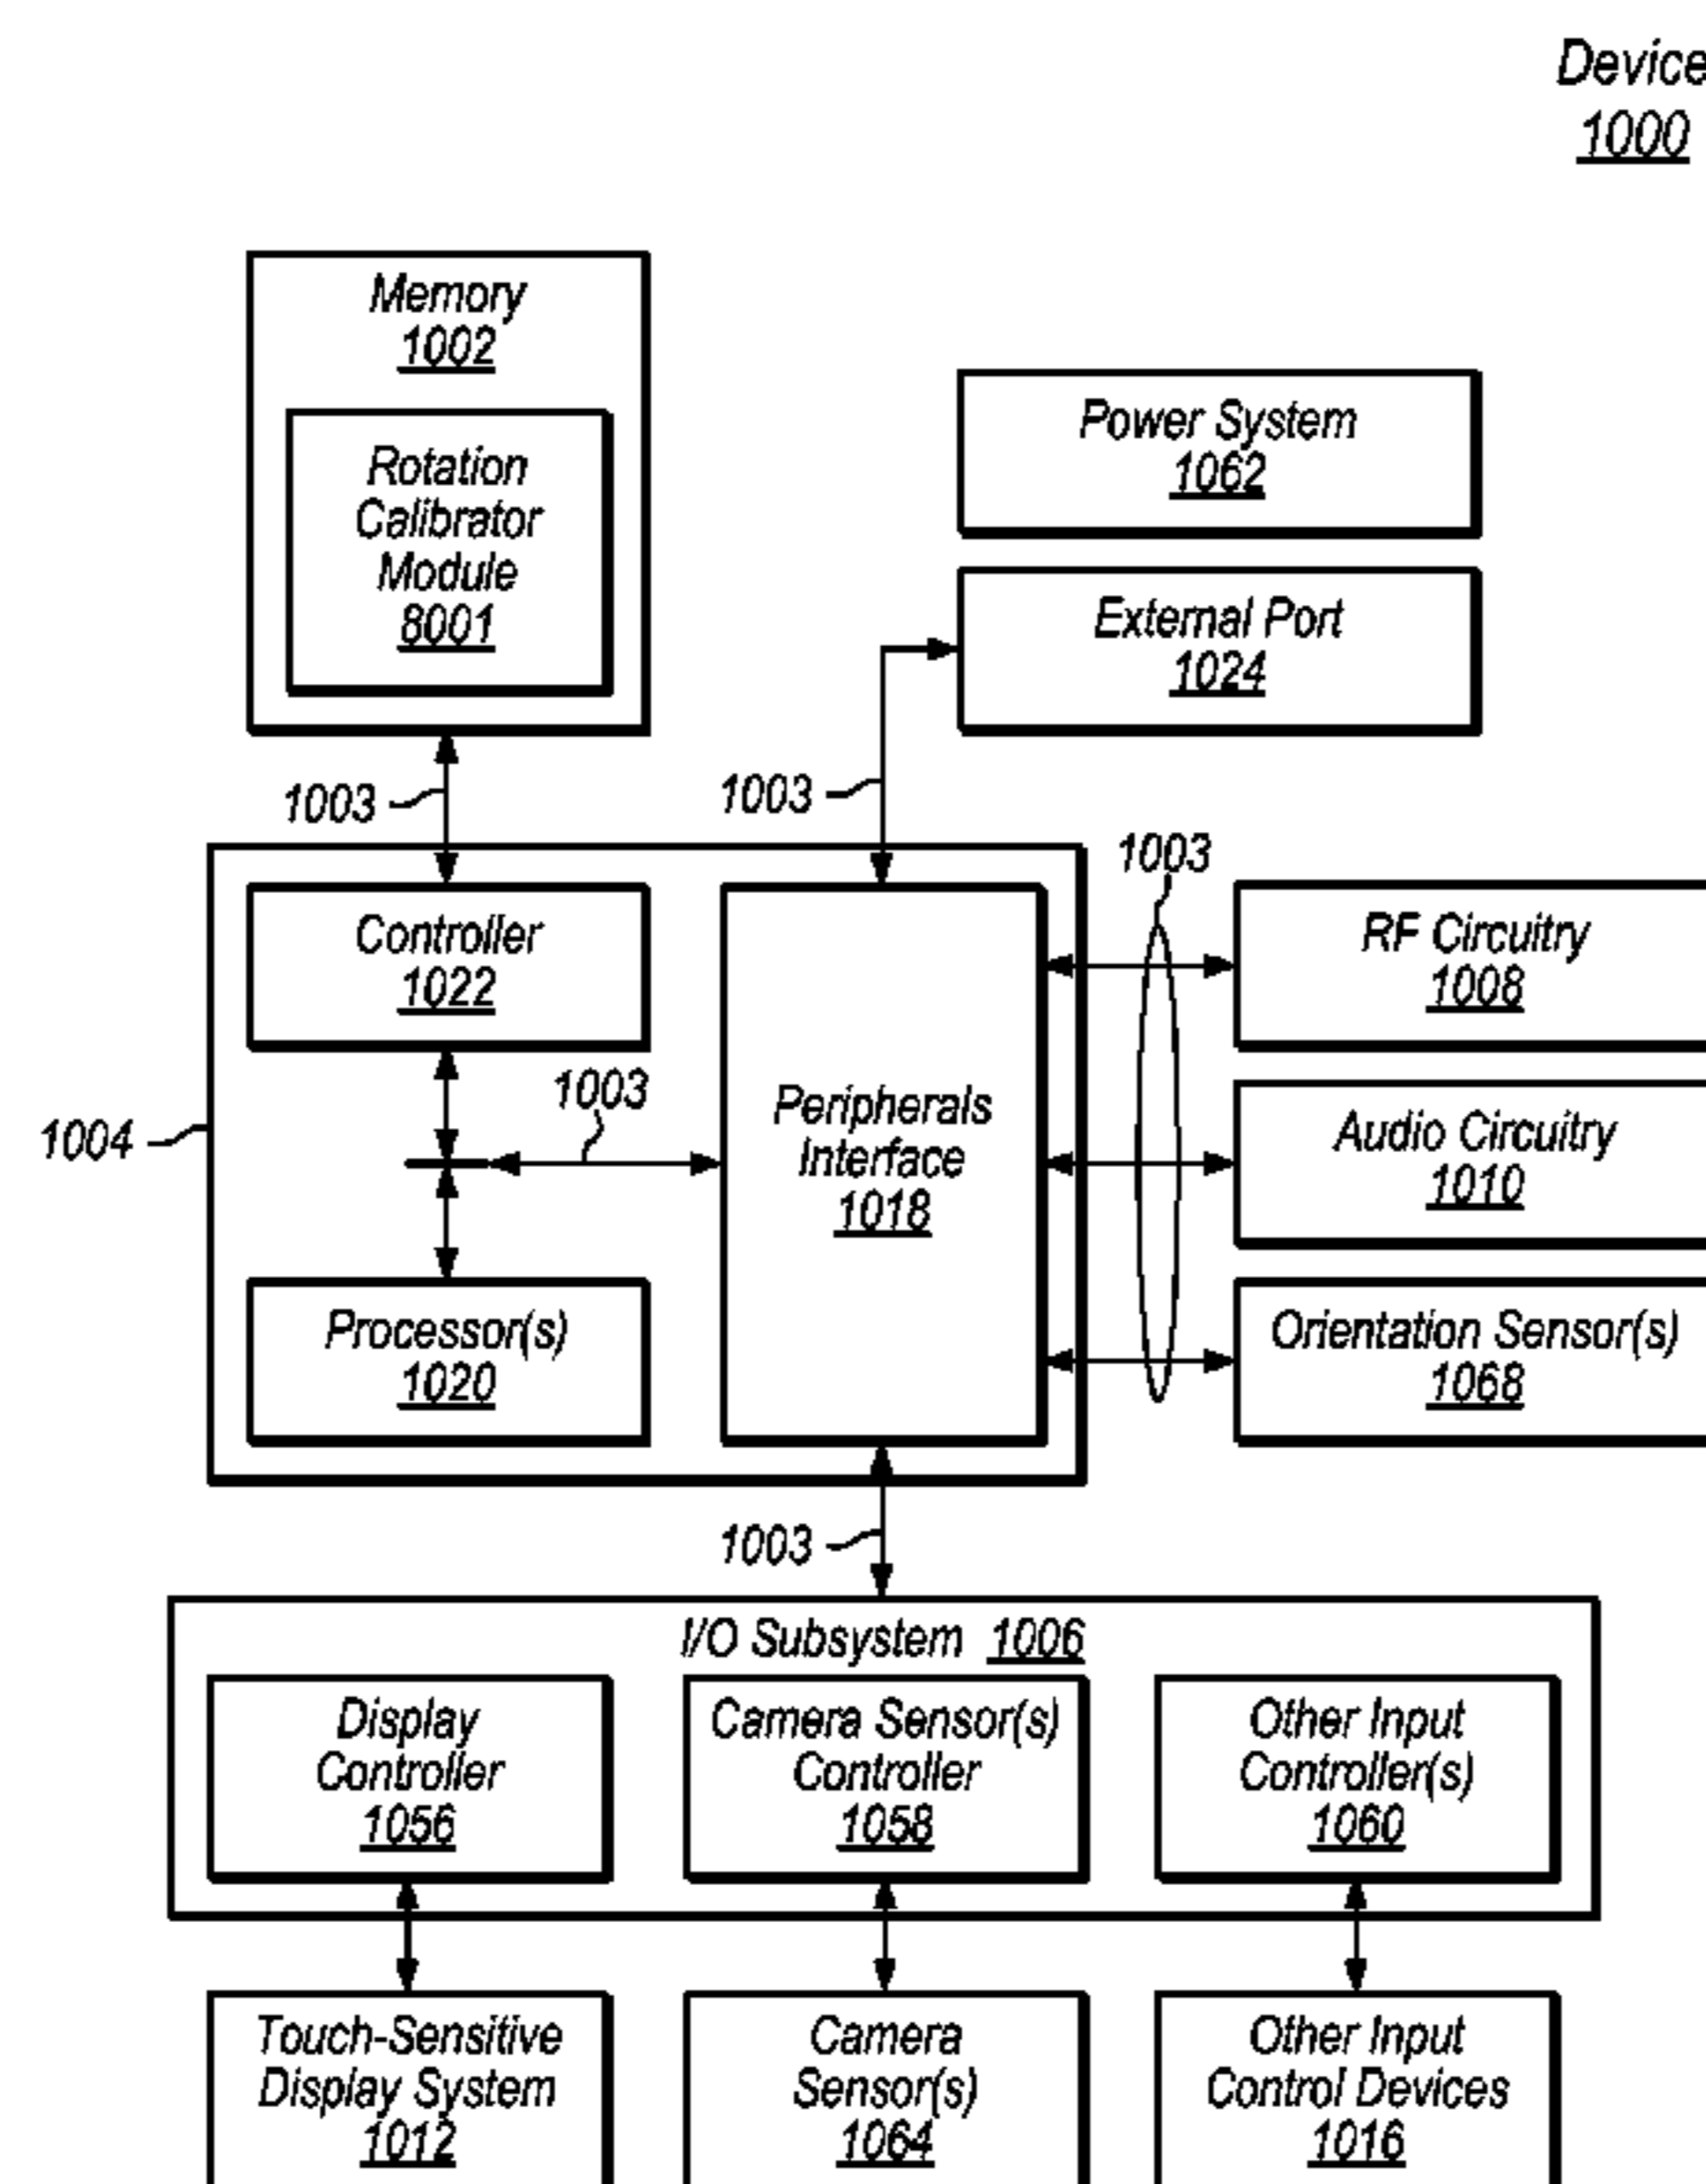 Device
1000
Memory
1002
Rotation
Calibrator
Module
8001
Power System
1062
External Port
1024
1003
1003
1003
Controller
1022
RF Circuitry
1008
1003
1004
Peripherals
Interface
1018
Audio Circuitry
1010
Processor(s)
1020
Orientation Sensor(s)
1068
1003
I/O Subsystem 1006
Display
Controller
1056
Camera Sensor(s)
Controller
1058
Other Input
Controller(s)
1060
Touch-Sensitive
Display System
1012
Camera
Sensor(s)
1064
Other Input
Control Devices
1016